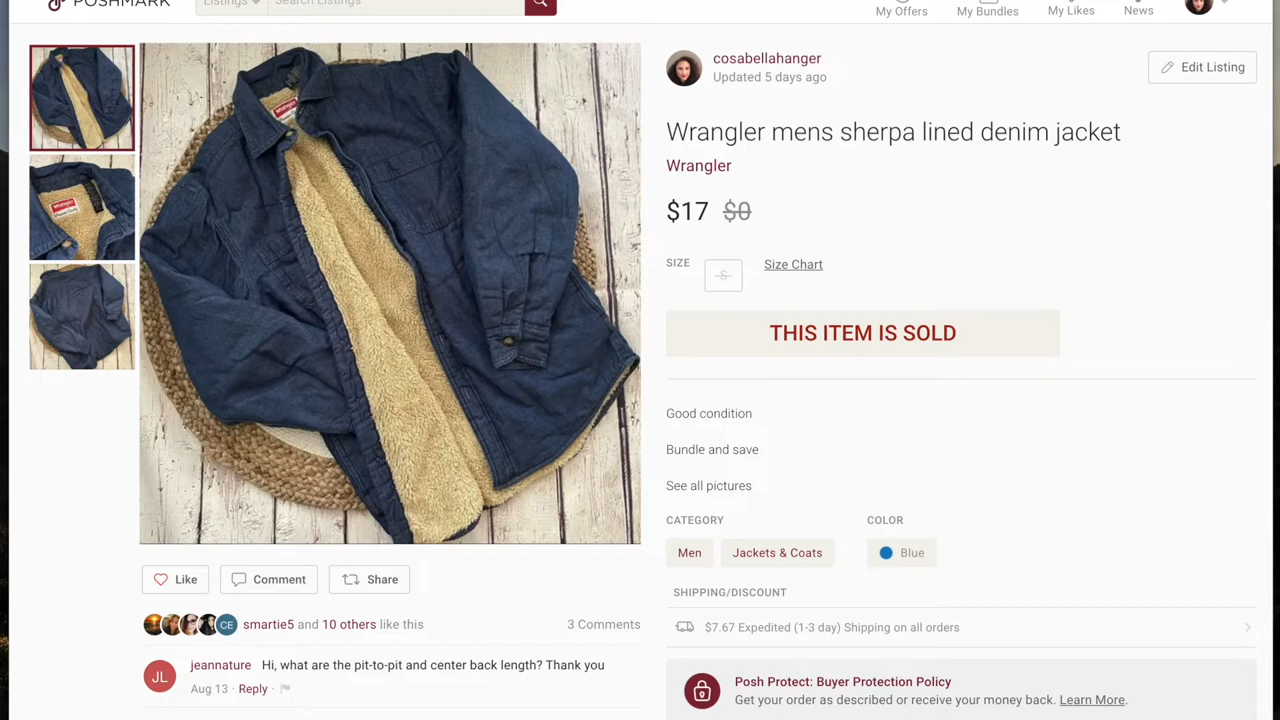 POSHMARK
Listings
Search Listings
My Offers
My Bundles
My Likes
News
cosabellahanger
Updated 5 days ago
Edit Listing
Wrangler mens sherpa lined denim jacket
Wrangler
$17 $0
SIZE
S
Size Chart
THIS ITEM IS SOLD
Good condition
Bundle and save
See all pictures
CATEGORY
COLOR
Men
Jackets & Coats
Blue
SHIPPING/DISCOUNT
$7.67 Expedited (1-3 day) Shipping on all orders
Posh Protect: Buyer Protection Policy
Get your order as described or receive your money back. Learn More.
Wrangler
Like
Comment
Share
CE
smartie5 and 10 others like this
3 Comments
JL
jeannature Hi, what are the pit-to-pit and center back length? Thank you
Aug 13 · Reply ·